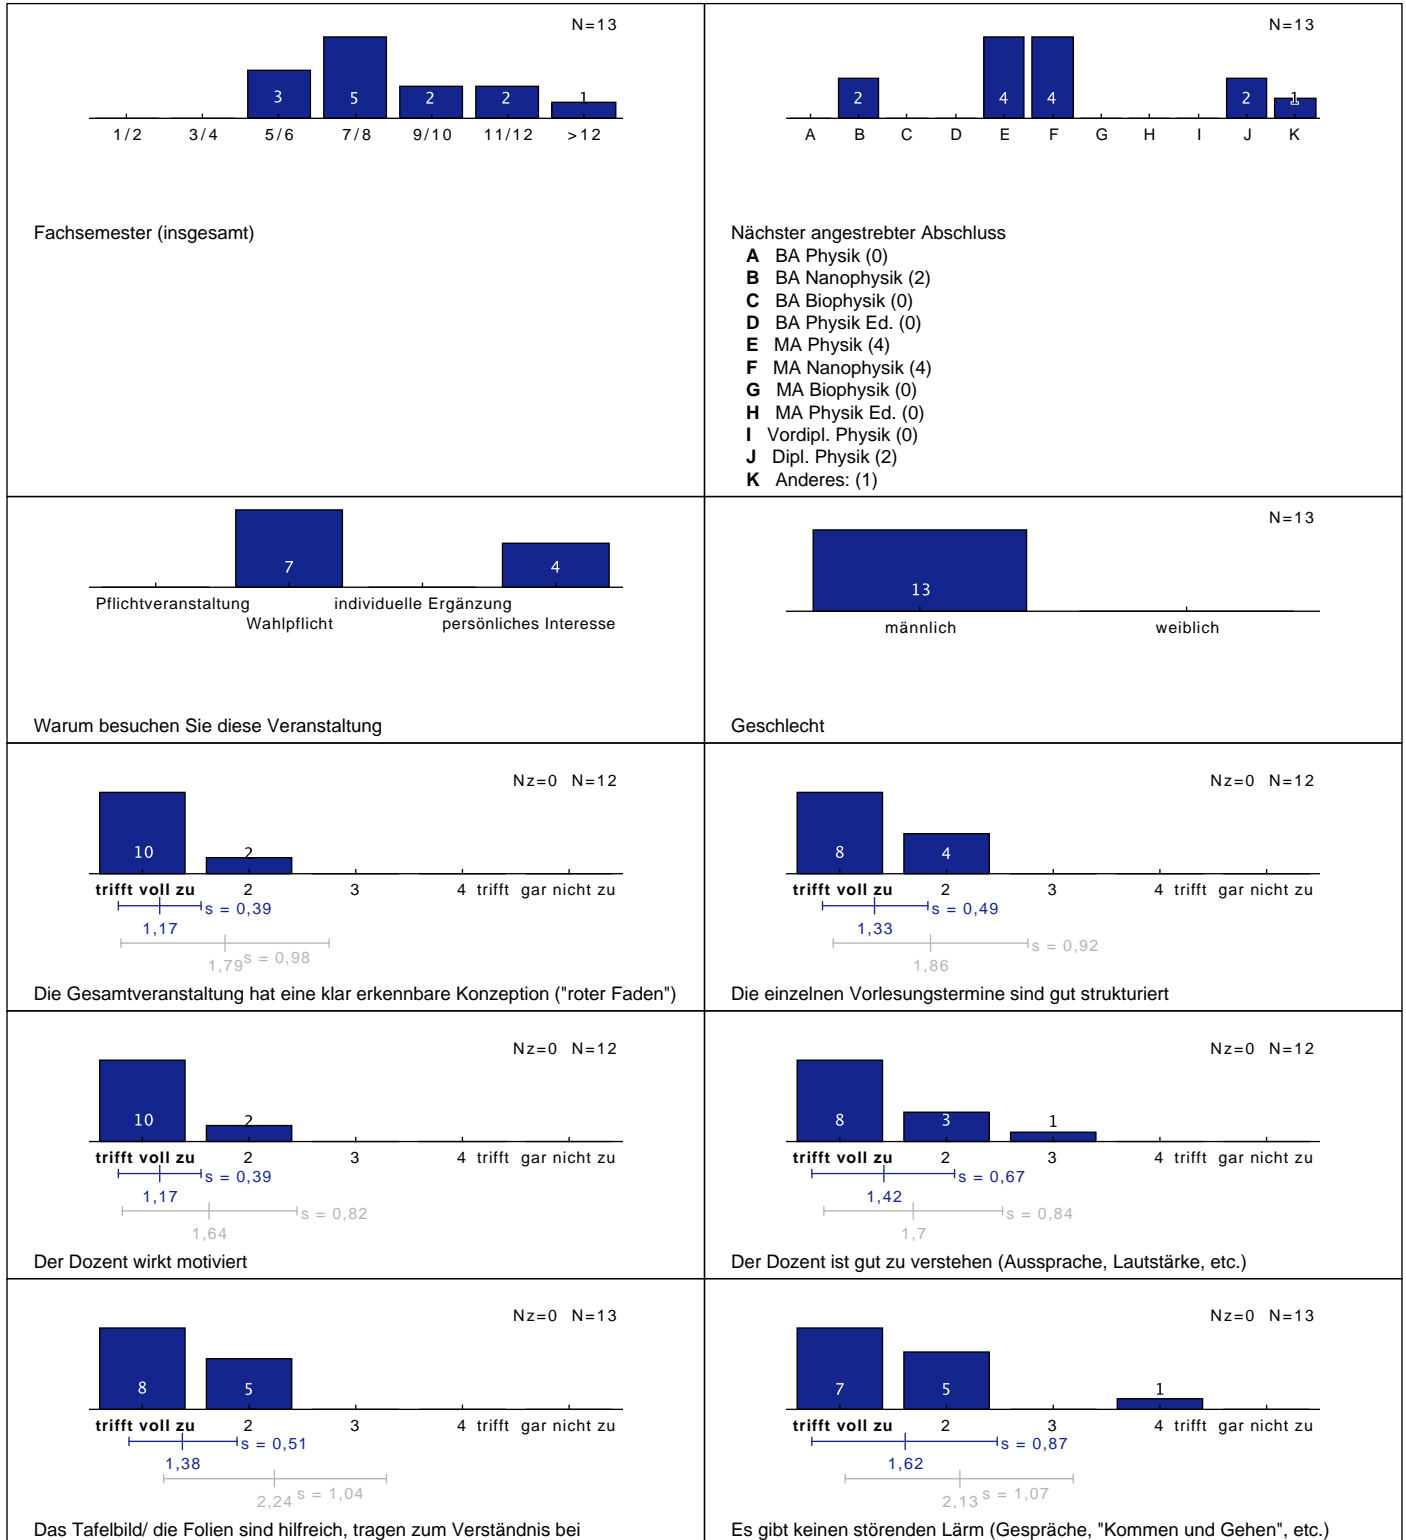 N=13
3
5
2
2
1
1/2 3/4 5/6 7/8 9/10 11/12 >12
Fachsemester (insgesamt)
N=13
2
4
4
2
1
A B C D E F G H I J K
Nächster angestrebter Abschluss
A BA Physik (0)
B BA Nanophysik (2)
C BA Biophysik (0)
D BA Physik Ed. (0)
E MA Physik (4)
F MA Nanophysik (4)
G MA Biophysik (0)
H MA Physik Ed. (0)
I Vordipl. Physik (0)
J Dipl. Physik (2)
K Anderes: (1)
7
4
Pflichtveranstaltung individuelle Ergänzung
Wahlpflicht persönliches Interesse
Warum besuchen Sie diese Veranstaltung
N=13
13
männlich weiblich
Geschlecht
Nz=0 N=12
10 2
trifft voll zu 2 3 4 trifft gar nicht zu
s = 0,39
1,17
s = 0,98
1,79
Die Gesamtveranstaltung hat eine klar erkennbare Konzeption ("roter Faden")
Nz=0 N=12
8 4
trifft voll zu 2 3 4 trifft gar nicht zu
s = 0,49
1,33
s = 0,92
1,86
Die einzelnen Vorlesungstermine sind gut strukturiert
Nz=0 N=12
10 2
trifft voll zu 2 3 4 trifft gar nicht zu
s = 0,39
1,17
s = 0,82
1,64
Der Dozent wirkt motiviert
Nz=0 N=12
8 3 1
trifft voll zu 2 3 4 trifft gar nicht zu
s = 0,67
1,42
s = 0,84
1,7
Der Dozent ist gut zu verstehen (Aussprache, Lautstärke, etc.)
Nz=0 N=13
8 5
trifft voll zu 2 3 4 trifft gar nicht zu
s = 0,51
1,38
s = 1,04
2,24
Das Tafelbild/ die Folien sind hilfreich, tragen zum Verständnis bei
Nz=0 N=13
7 5 1
trifft voll zu 2 3 4 trifft gar nicht zu
s = 0,87
1,62
s = 1,07
2,13
Es gibt keinen störenden Lärm (Gespräche, "Kommen und Gehen", etc.)